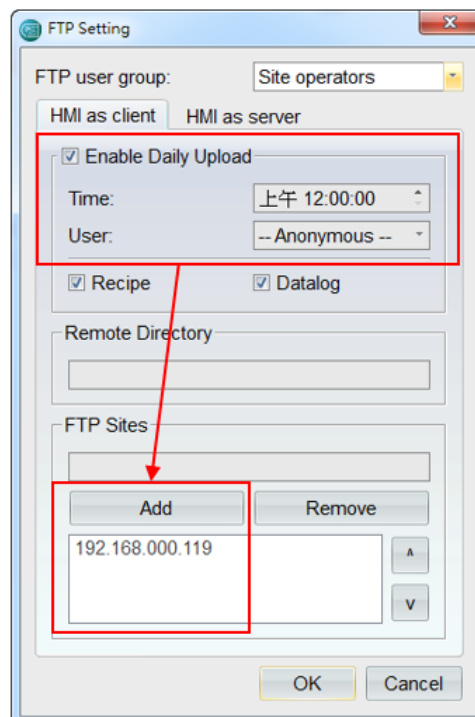 FTP Setting
FTP user group: Site operators
HMI as client HMI as server
Enable Daily Upload
Time: 上午 12:00:00
User: -- Anonymous --
Recipe Datalog
Remote Directory
FTP Sites
Add Remove
192.168.000.119
OK Cancel